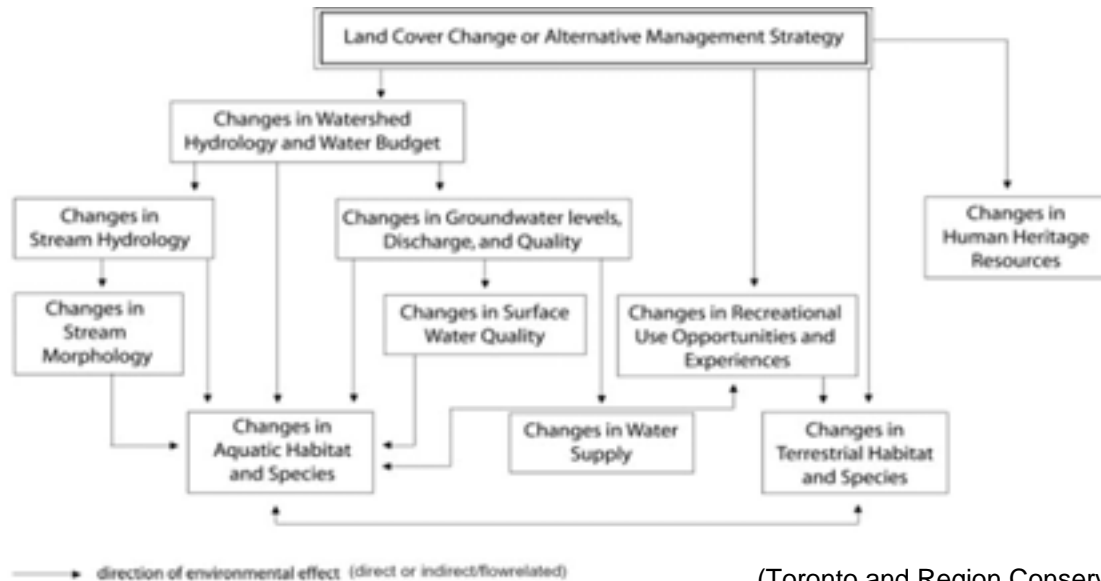 Land Cover Change or Alternative Management Strategy
Changes in Watershed
Hydrology and Water Budget
Changes in
Stream Hydrology
Changes in Groundwater levels,
Discharge, and Quality
Changes in
Human Heritage
Resources
Changes in
Stream
Morphology
Changes in Surface
Water Quality
Changes in Recreational
Use Opportunities and
Experiences
Changes in
Aquatic Habitat
and Species
Changes in Water
Supply
Changes in
Terrestrial Habitat
and Species
direction of environmental effect (direct or indirect/flowrelated)
(Toronto and Region Conserv